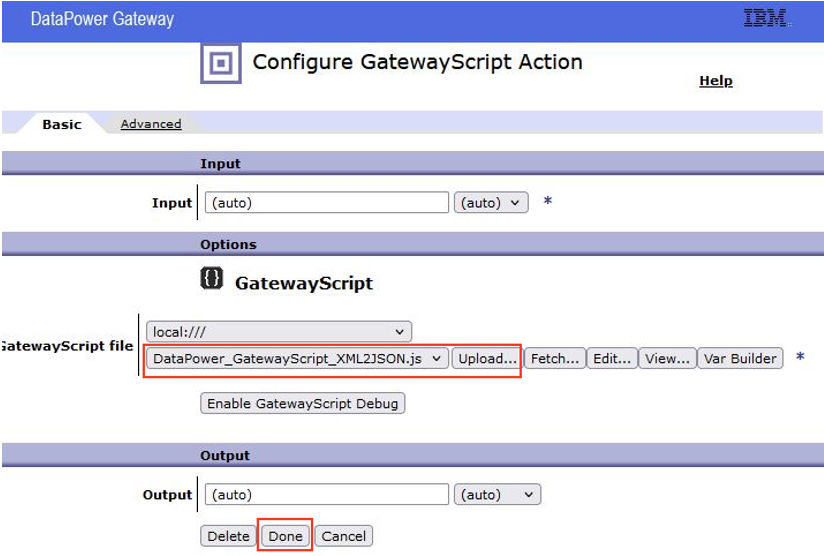 DataPower Gateway IBM
Configure GatewayScript Action
Help
Basic Advanced
Input
Input (auto) (auto) *
Options
GatewayScript
local:///
GatewayScript file
DataPower_GatewayScript_XML2JSON.js Upload... Fetch... Edit... View... Var Builder *
Enable GatewayScript Debug
Output
Output (auto) (auto)
Delete Done Cancel